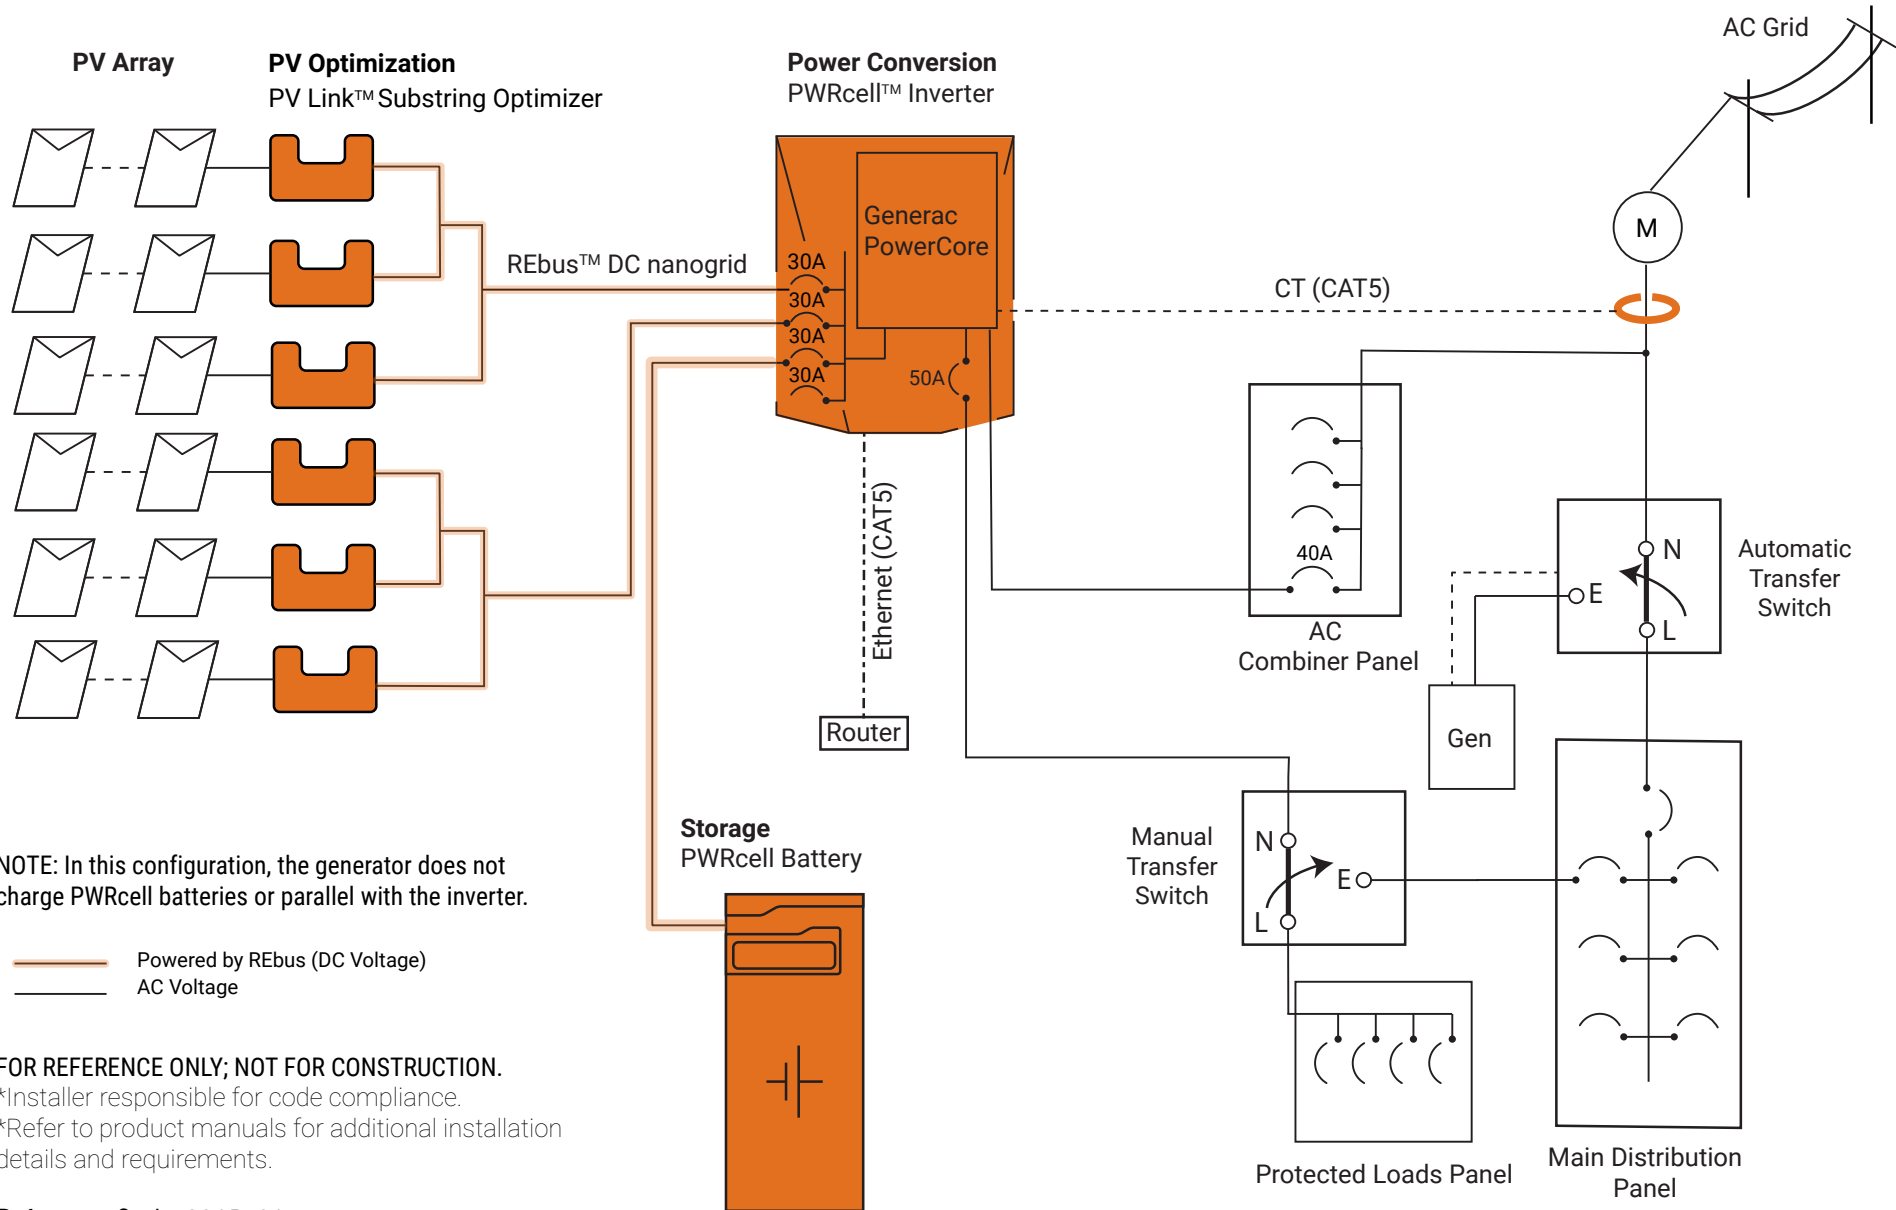 PV Array
PV Optimization
PV Link™ Substring Optimizer
Power Conversion
PWRcell™ Inverter
AC Grid
Generac
PowerCore
M
REbus™ DC nanogrid
30A
30A
30A
30A
50A
CT (CAT5)
Ethernet (CAT5)
Router
40A
AC
Combiner Panel
N
E
L
Automatic
Transfer
Switch
Gen
Storage
PWRcell Battery
Manual
Transfer
Switch
N
E
L
NOTE: In this configuration, the generator does not
charge PWRcell batteries or parallel with the inverter.
Powered by REbus (DC Voltage)
AC Voltage
FOR REFERENCE ONLY; NOT FOR CONSTRUCTION.
*Installer responsible for code compliance.
*Refer to product manuals for additional installation
details and requirements.
Protected Loads Panel
Main Distribution
Panel